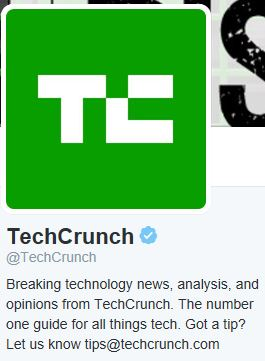 TC
TechCrunch
@TechCrunch
Breaking technology news, analysis, and
opinions from TechCrunch. The number
one guide for all things tech. Got a tip?
Let us know tips@techcrunch.com